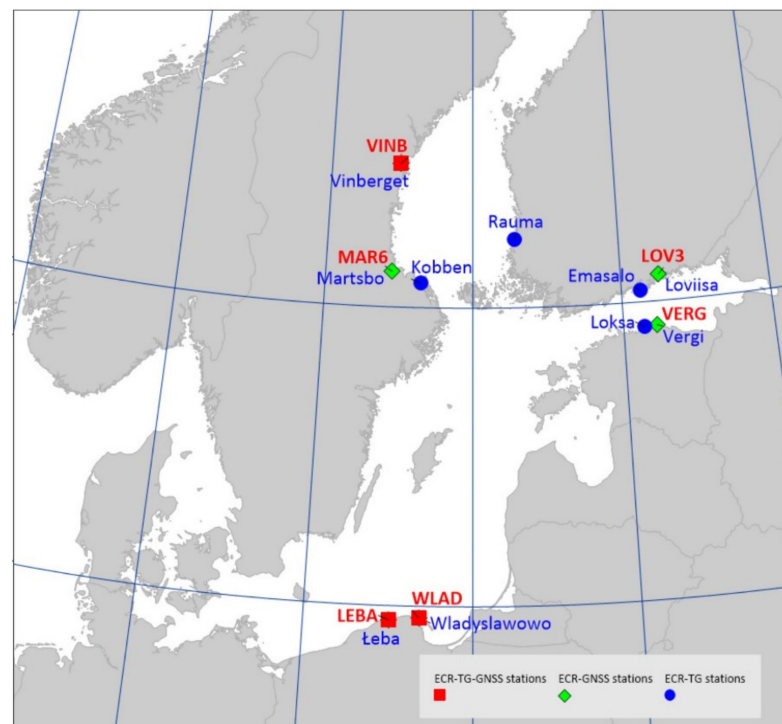 VINB
Vinberget
Rauma
MAR6
Kobben
Martsbo
LOV3
Emasalo
Loviisa
Loksa
VERG
Vergi
WLAD
LEBA
Wladyslawowo
Łeba
ECR-TG-GNSS stations
ECR-GNSS stations
ECR-TG stations